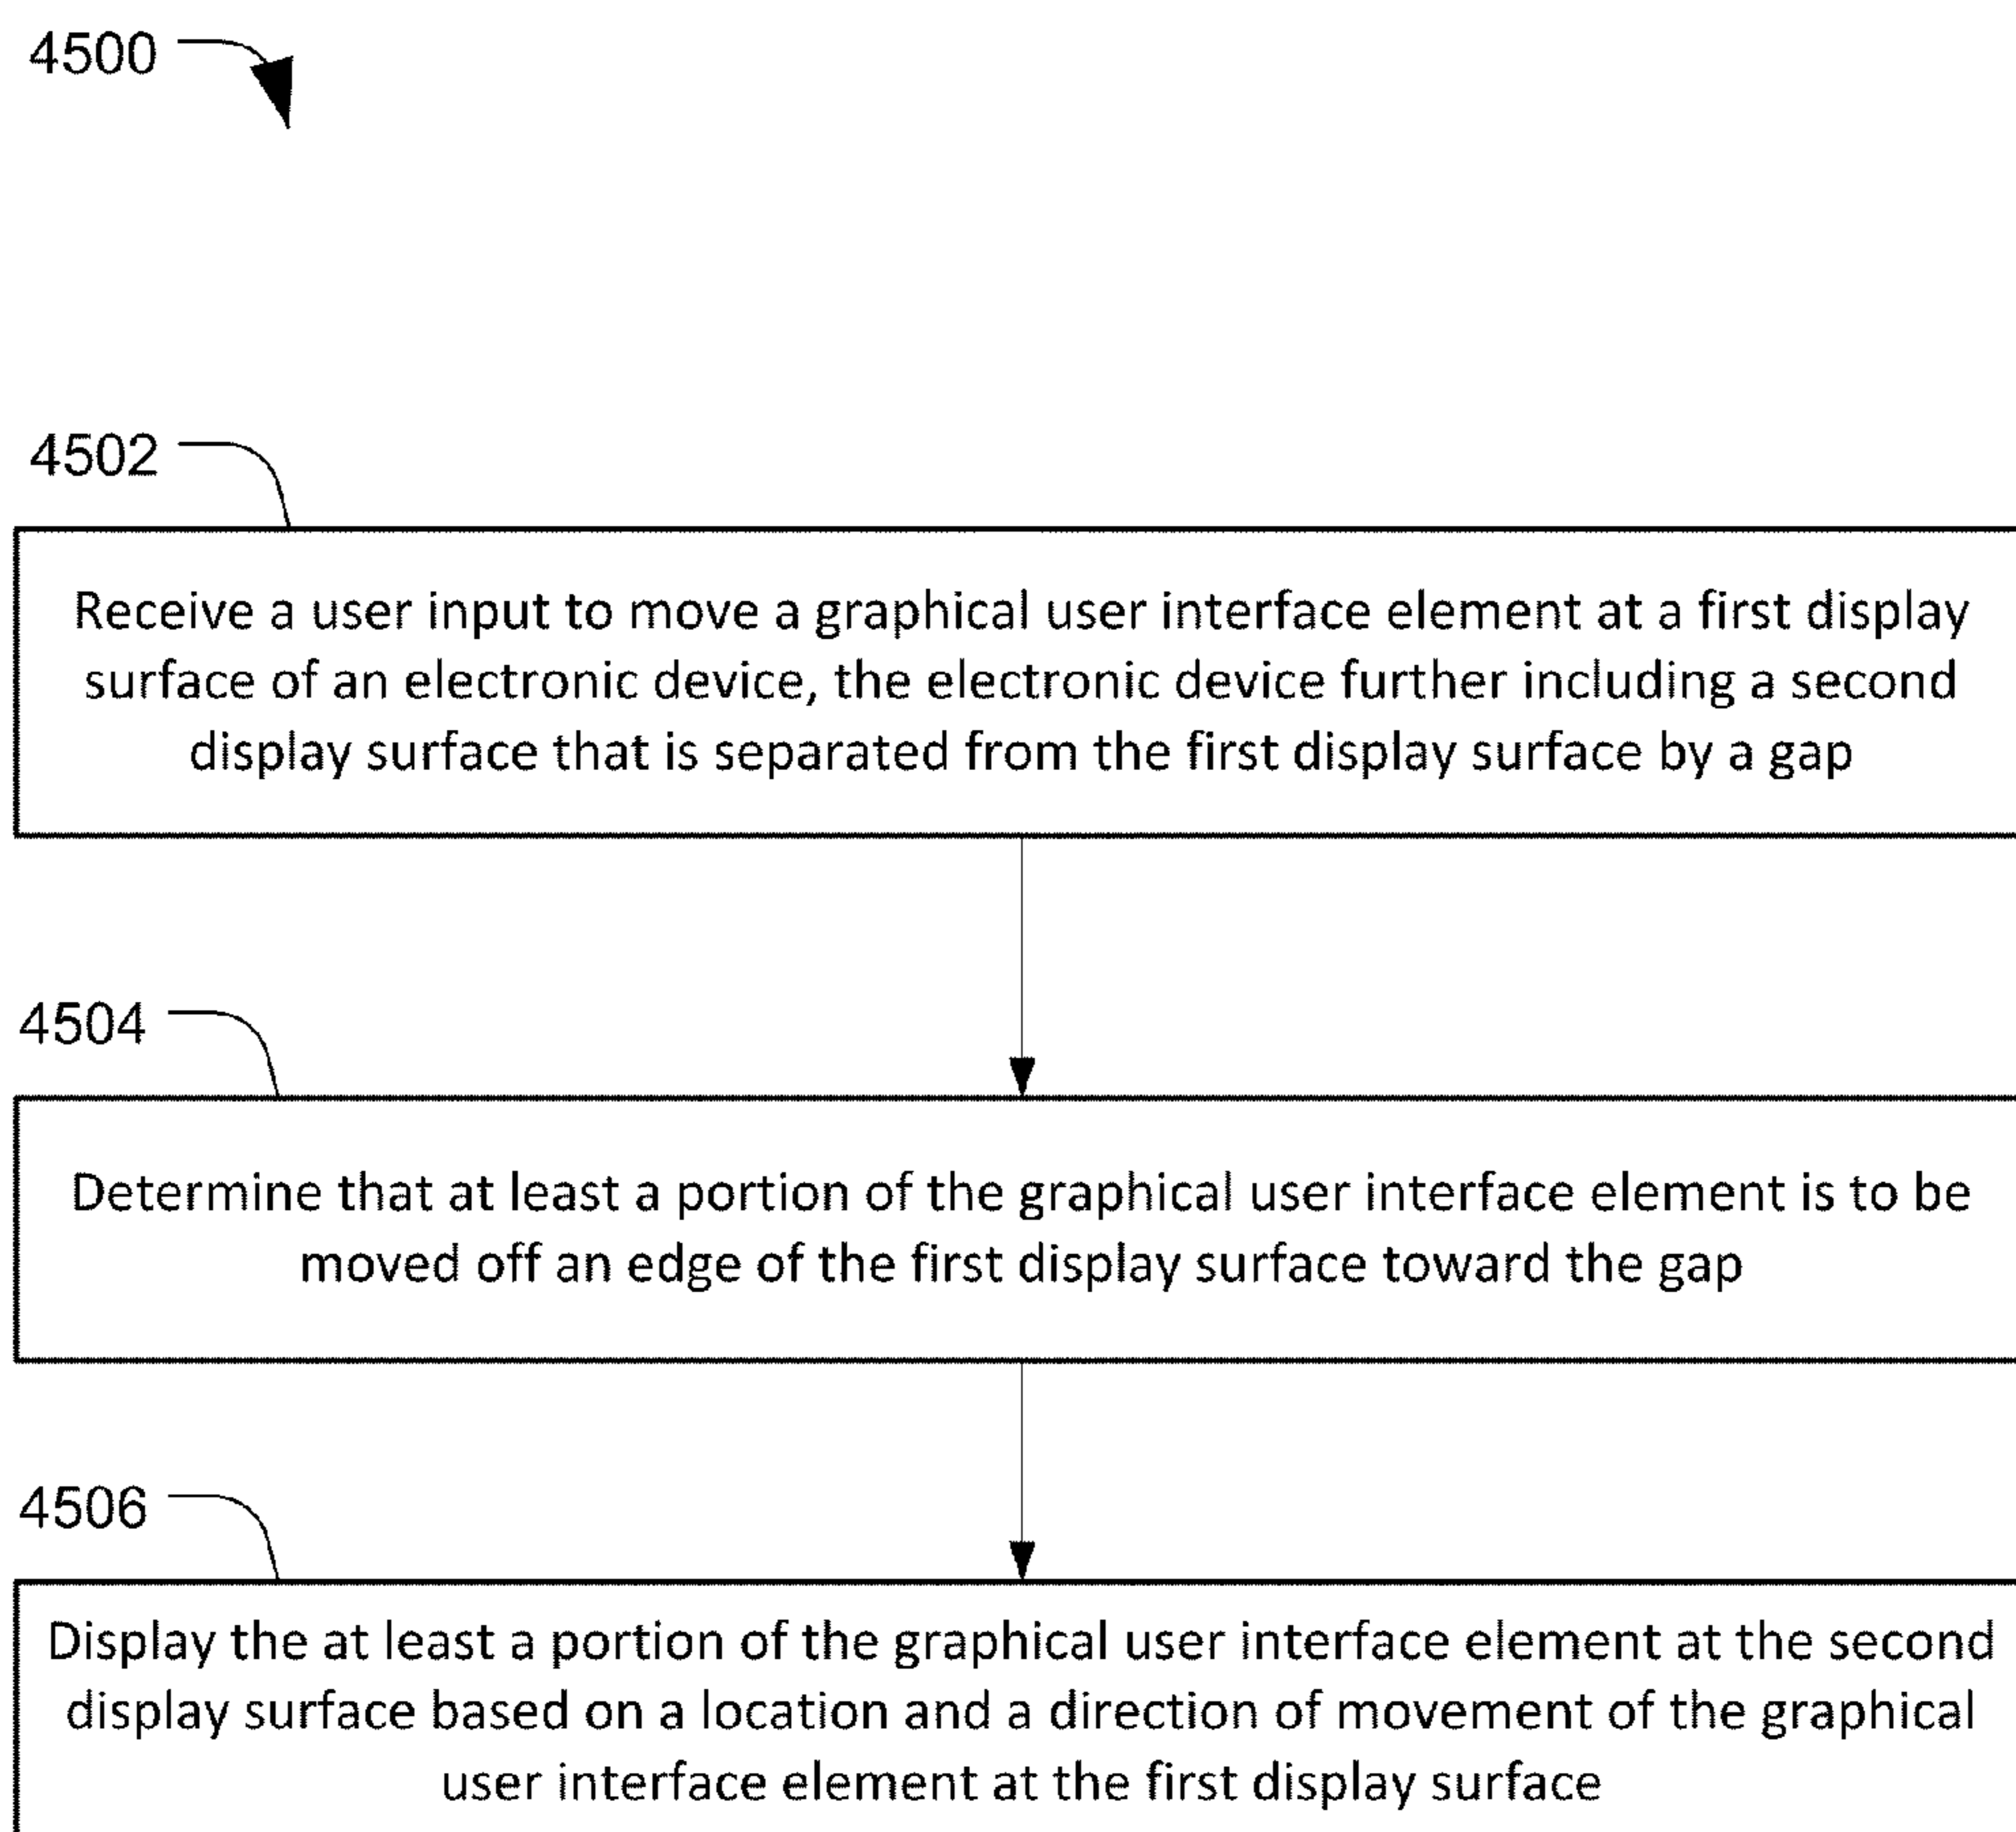 4500
4502
Receive a user input to move a graphical user interface element at a first display
surface of an electronic device, the electronic device further including a second
display surface that is separated from the first display surface by a gap
4504
Determine that at least a portion of the graphical user interface element is to be
moved off an edge of the first display surface toward the gap
4506
Display the at least a portion of the graphical user interface element at the second
display surface based on a location and a direction of movement of the graphical
user interface element at the first display surface